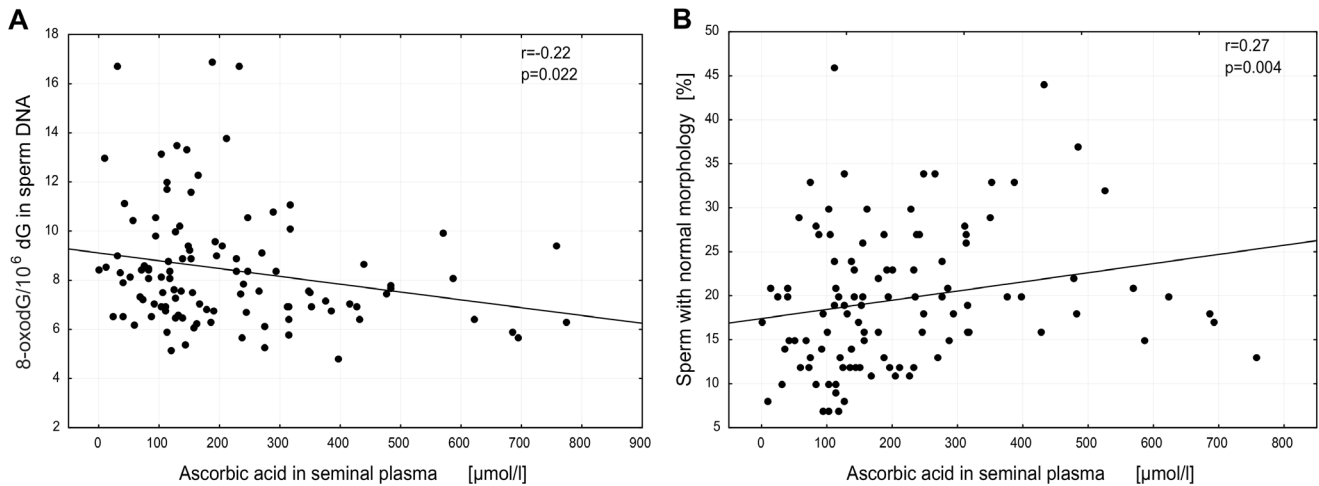 A
18
16
14
12
10
8
6
4
2
8-oxodG/10⁶ dG in sperm DNA
r=-0.22
p=0.022
0 100 200 300 400 500 600 700 800 900
Ascorbic acid in seminal plasma [µmol/l]
B
50
45
40
35
30
25
20
15
10
5
Sperm with normal morphology [%]
r=0.27
p=0.004
0 100 200 300 400 500 600 700 800
Ascorbic acid in seminal plasma [µmol/l]